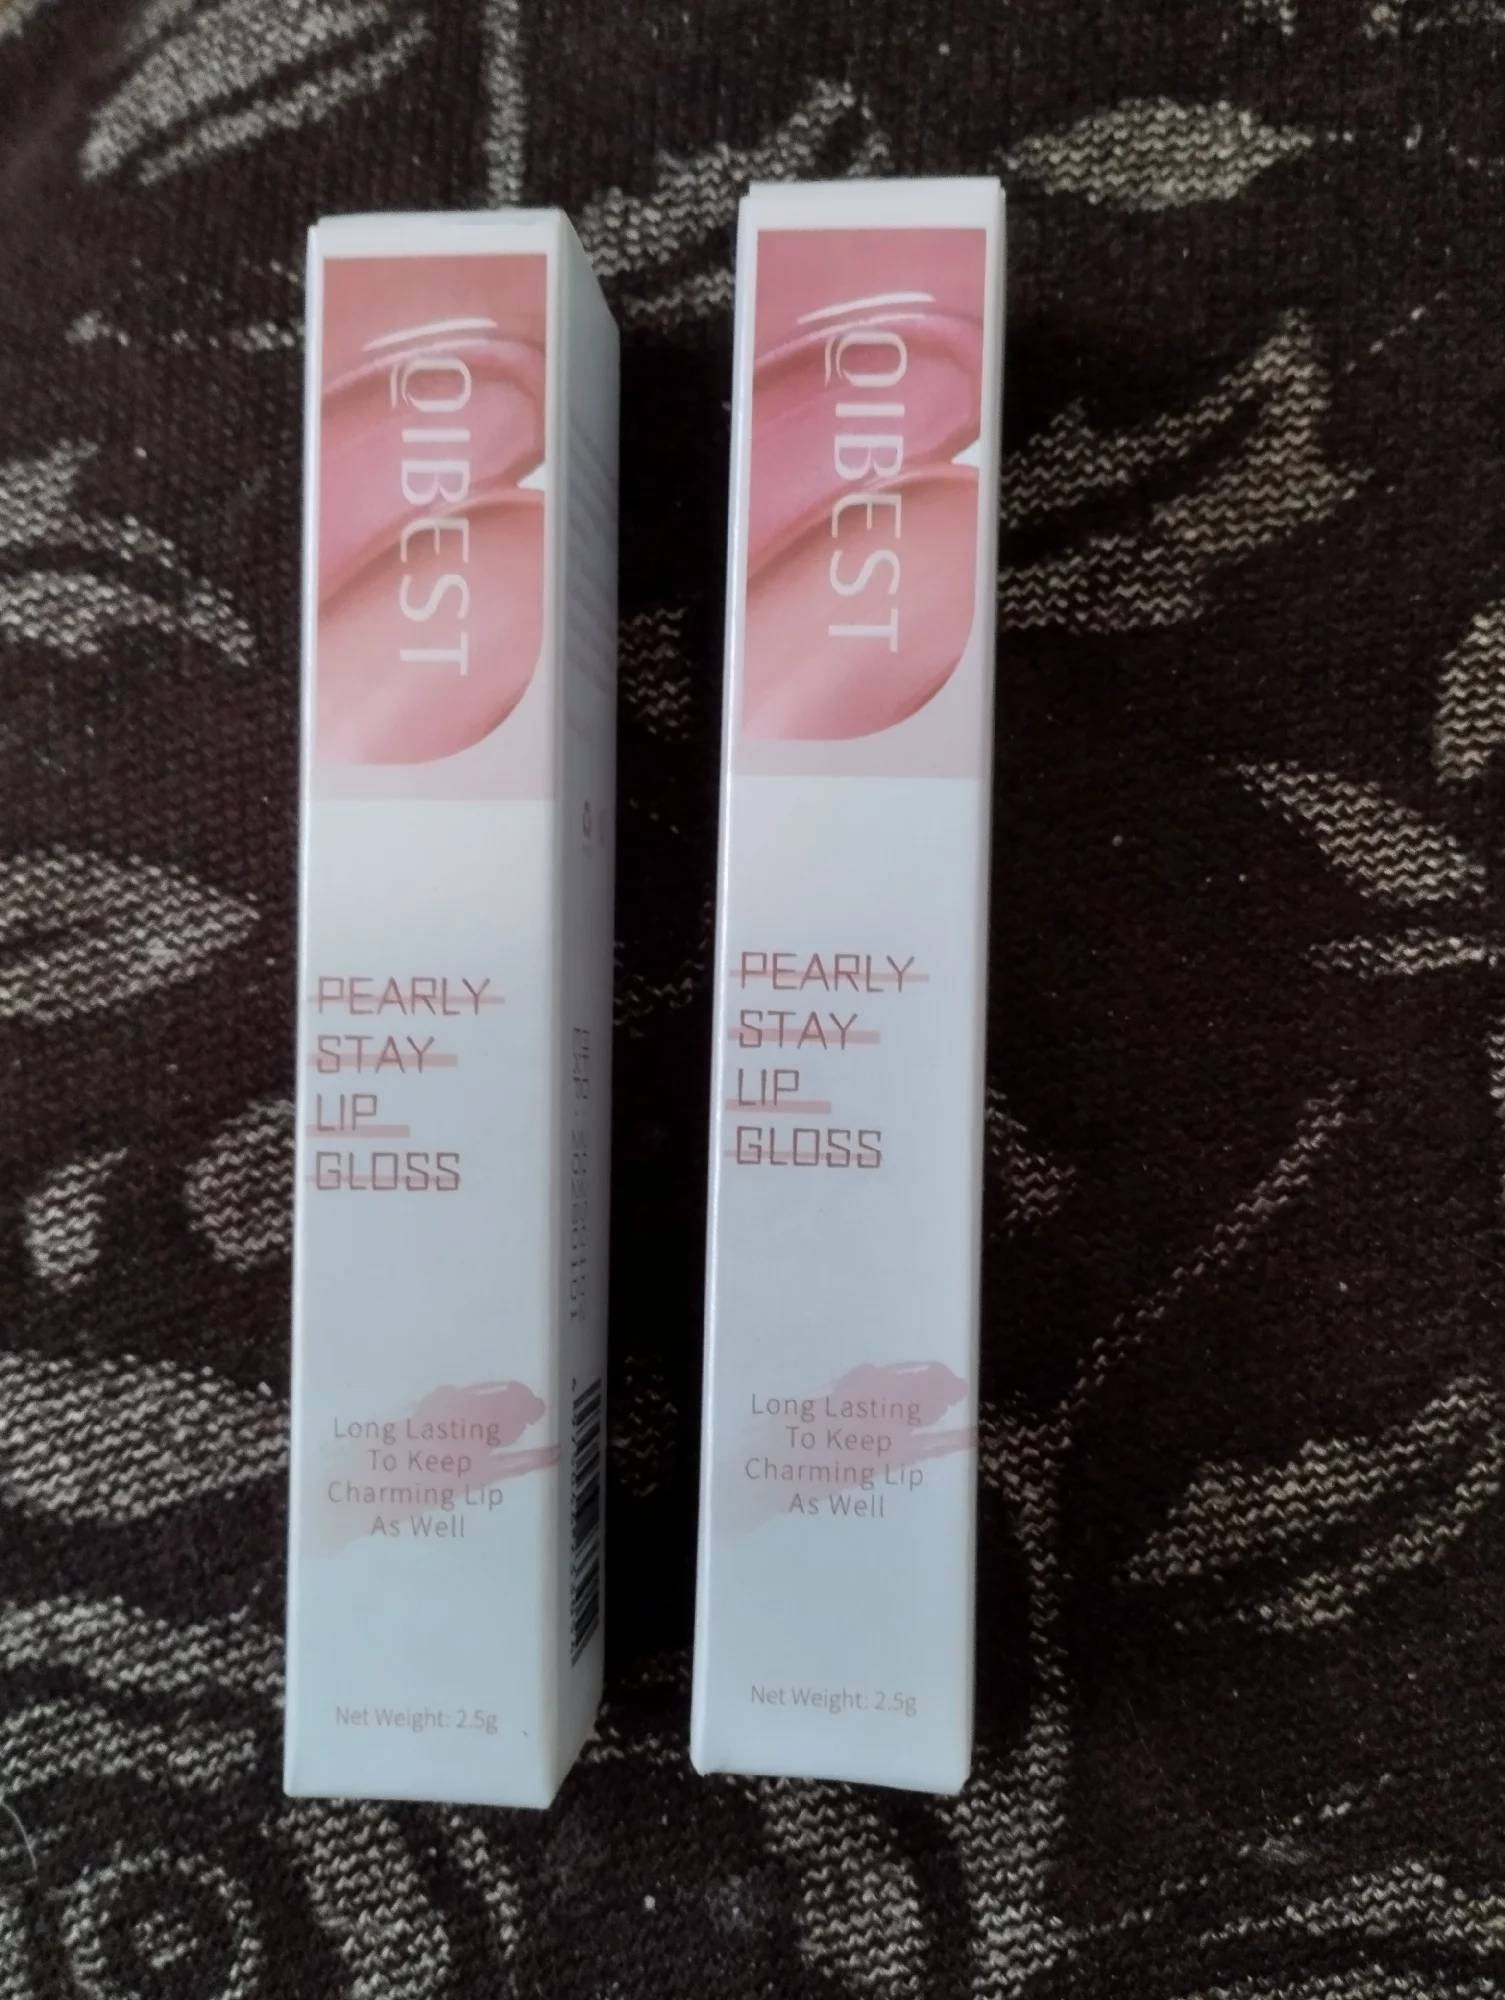 QIBEST
PEARLY
STAY
LIP
GLOSS
Long Lasting
To Keep
Charming Lip
As Well
Net Weight: 2.5g
QIBEST
PEARLY
STAY
LIP
GLOSS
Long Lasting
To Keep
Charming Lip
As Well
Net Weight: 2.5g